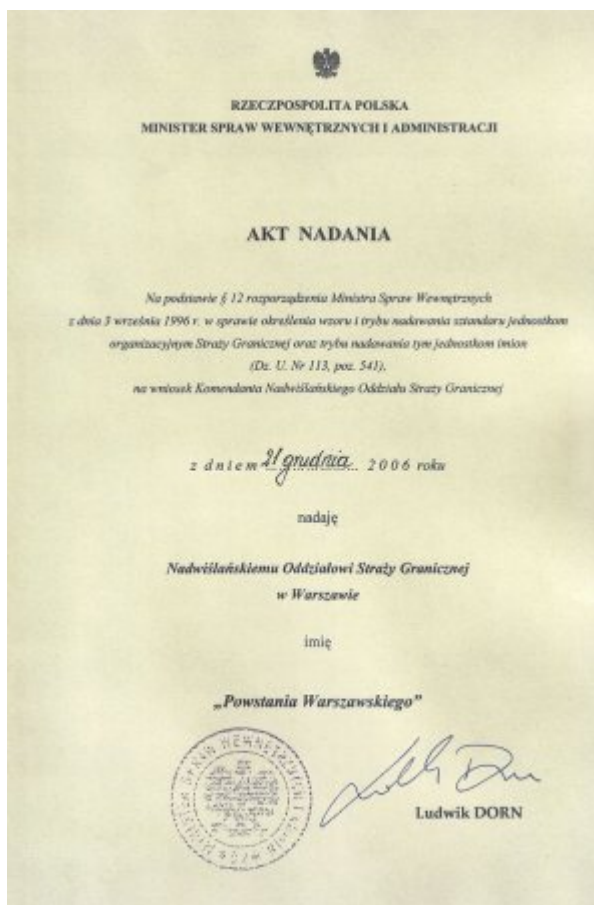 RZECZPOSPOLITA POLSKA
MINISTER SPRAW WEWNĘTRZNYCH I ADMINISTRACJI
AKT NADANIA
Na podstawie § 12 rozporządzenia Ministra Spraw Wewnętrznych
z dnia 3 września 1996 r. w sprawie określenia wzoru i trybu nadawania sztandaru jednostkom
organizacyjnym Straży Granicznej oraz trybu nadawania tym jednostkom imion
(Dz. U. Nr 113, poz. 541),
na wniosek Komendanta Nadwiślańskiego Oddziału Straży Granicznej
z dniem 21 grudnia 2006 roku
nadaję
Nadwiślańskiemu Oddziałowi Straży Granicznej
w Warszawie
imię
„Powstania Warszawskiego”
SPRAW WEWNĘTRZNYCH I
Ludwik DORN